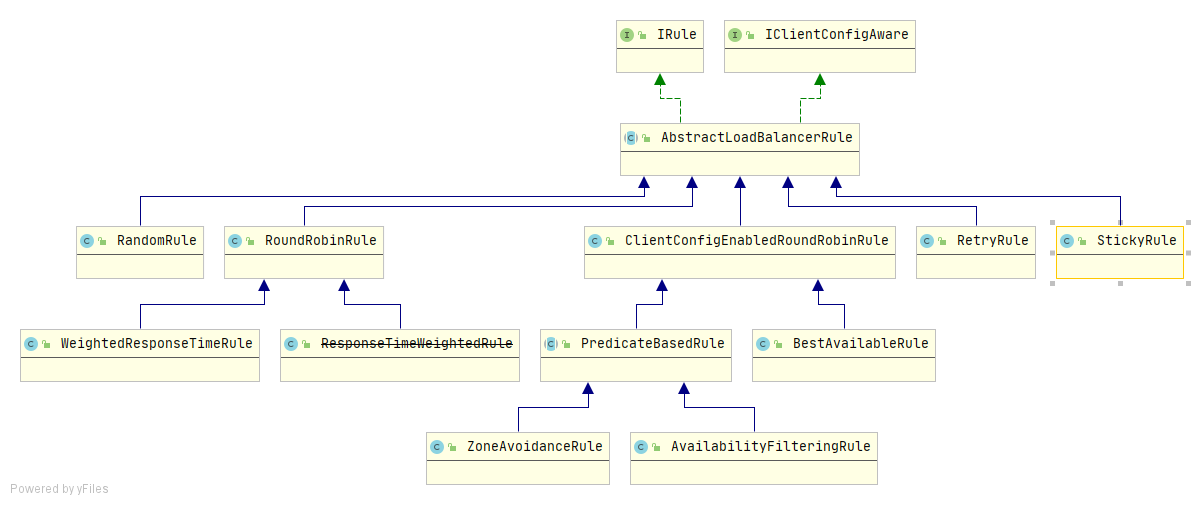 IRule
IClientConfigAware
AbstractLoadBalancerRule
RandomRule
RoundRobinRule
ClientConfigEnabledRoundRobinRule
RetryRule
StickyRule
WeightedResponseTimeRule
ResponseTimeWeightedRule
PredicateBasedRule
BestAvailableRule
ZoneAvoidanceRule
AvailabilityFilteringRule
Powered by yFiles